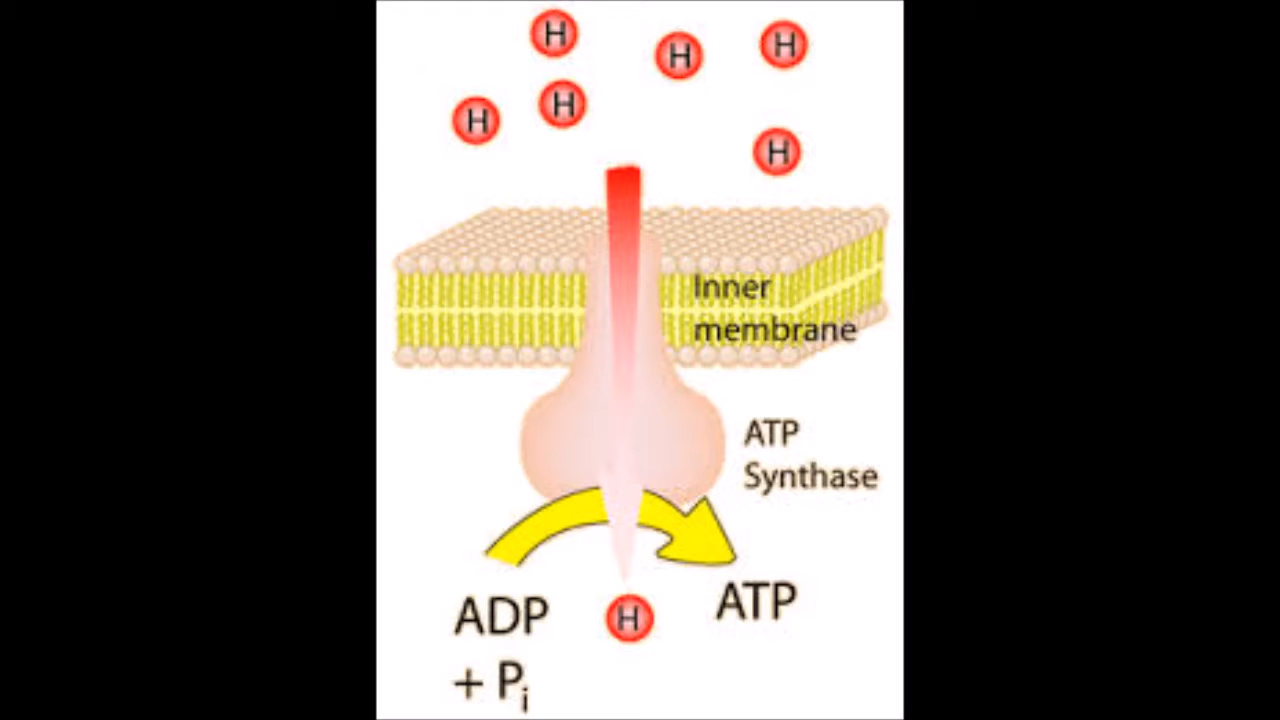 H
H
H
H
H
H
Inner
membrane
ATP
Synthase
ADP
+ Pi
H
ATP